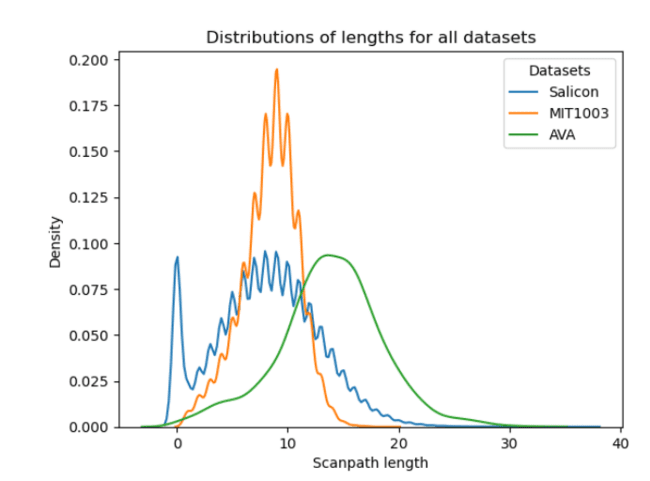 Distributions of lengths for all datasets
Datasets
Salicon
MIT1003
AVA
0.200
0.175
0.150
0.125
0.100
0.075
0.050
0.025
0.000
Density
0 10 20 30 40
Scanpath length